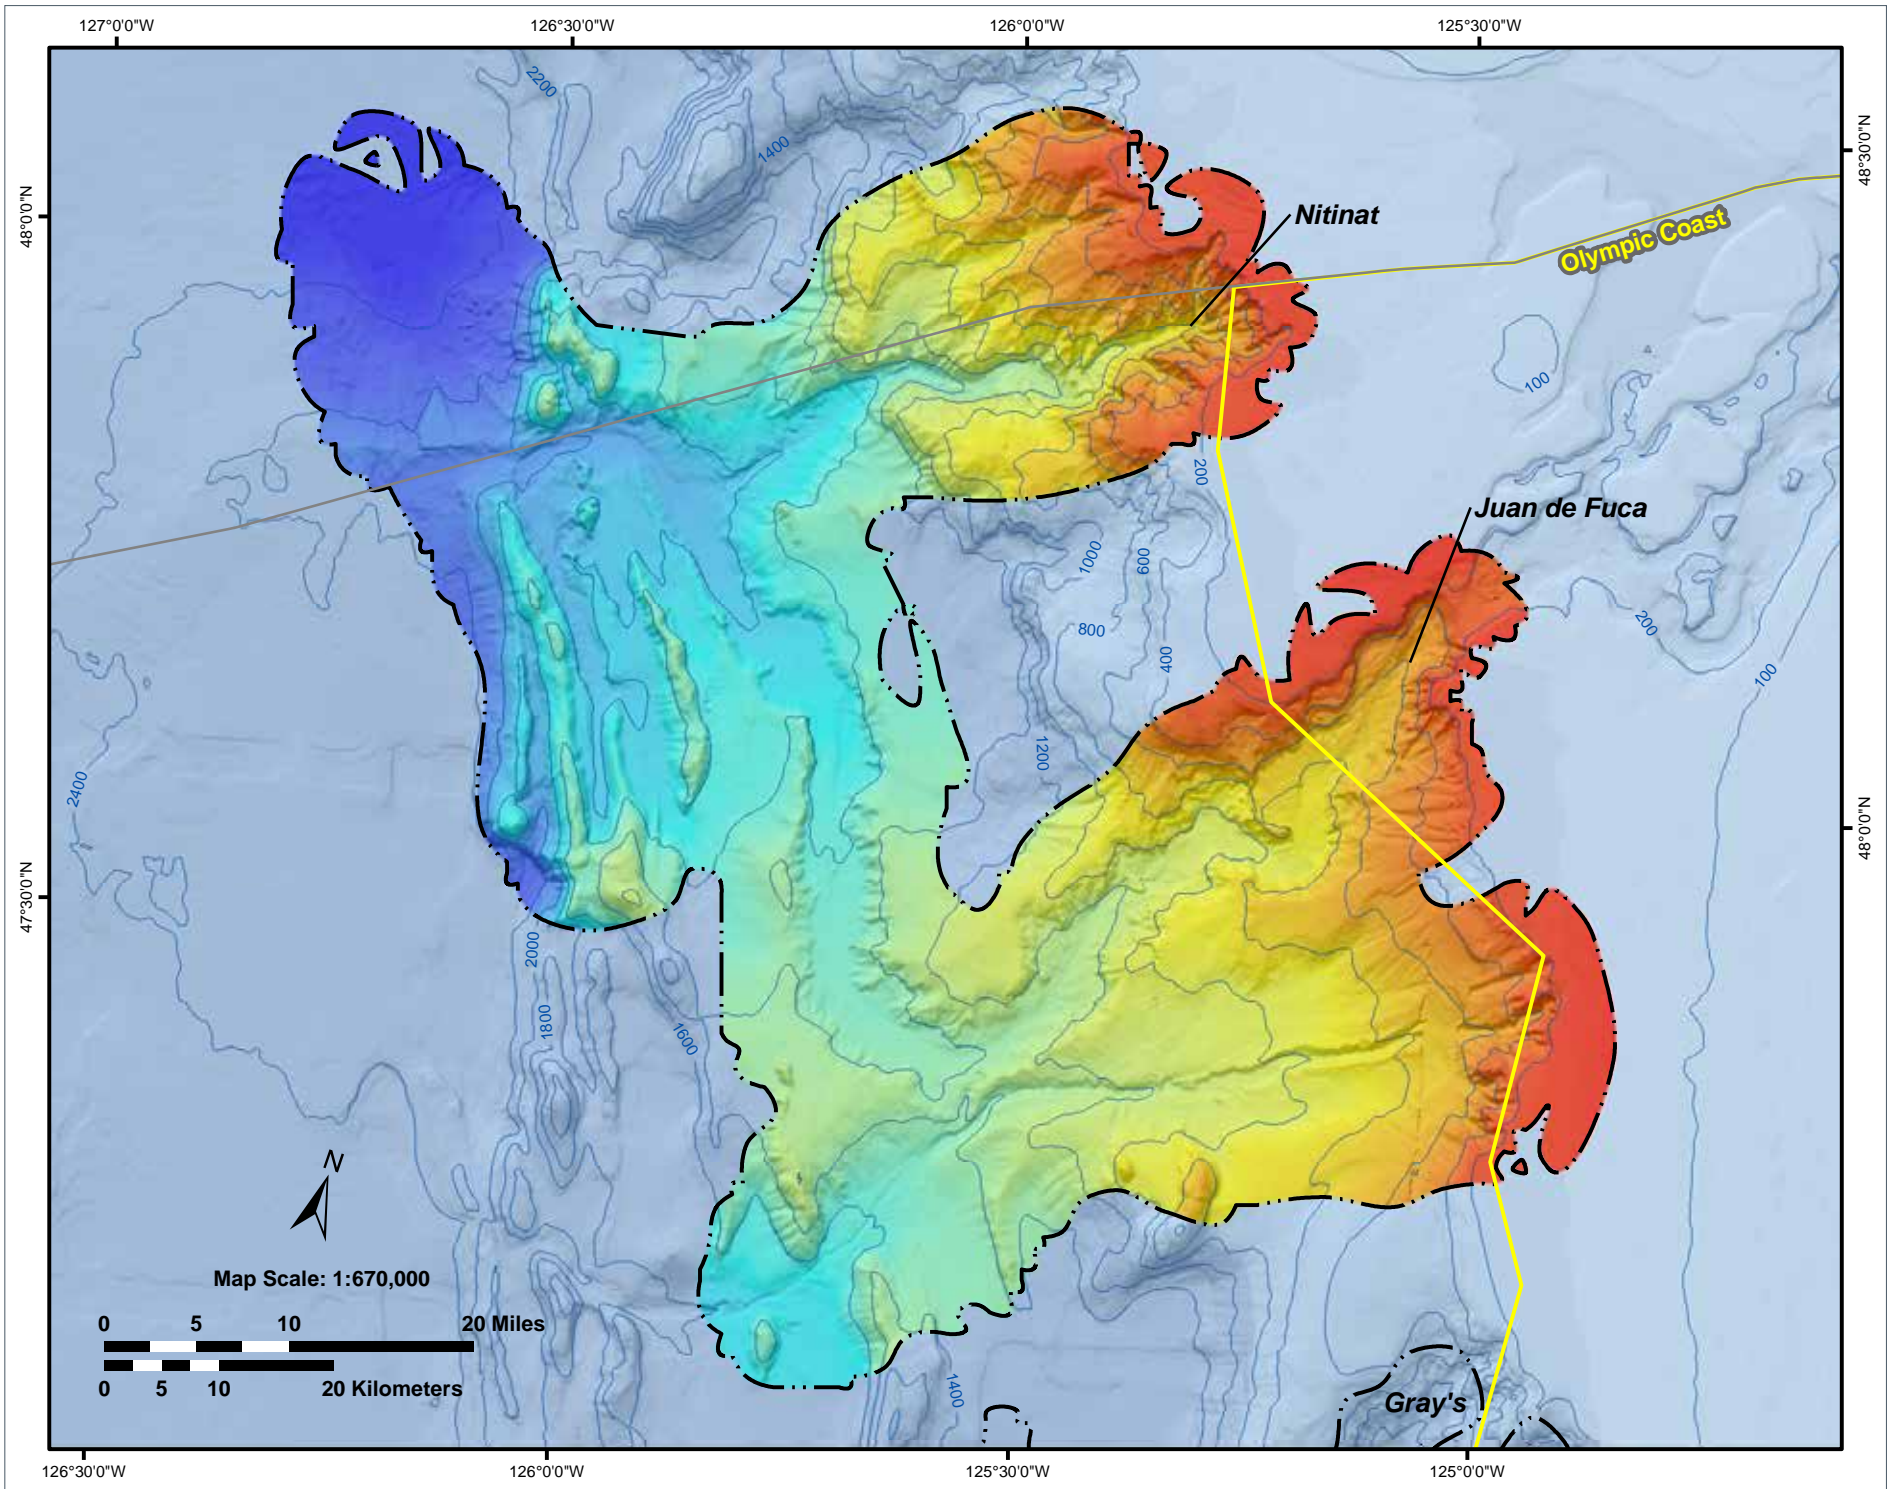 127°0'0"W
126°30'0"W
126°0'0"W
125°30'0"W
2200
1400
48°30'0"N
48°0'0"N
Nitinat
Olympic Coast
100
200
Juan de Fuca
1000
600
800
400
200
100
1200
2400
48°0'0"N
47°30'0"N
2000
1800
1600
N
Map Scale: 1:670,000
0 5 10 20 Miles
0 5 10 20 Kilometers
1400
Gray's
126°30'0"W
126°0'0"W
125°30'0"W
125°0'0"W